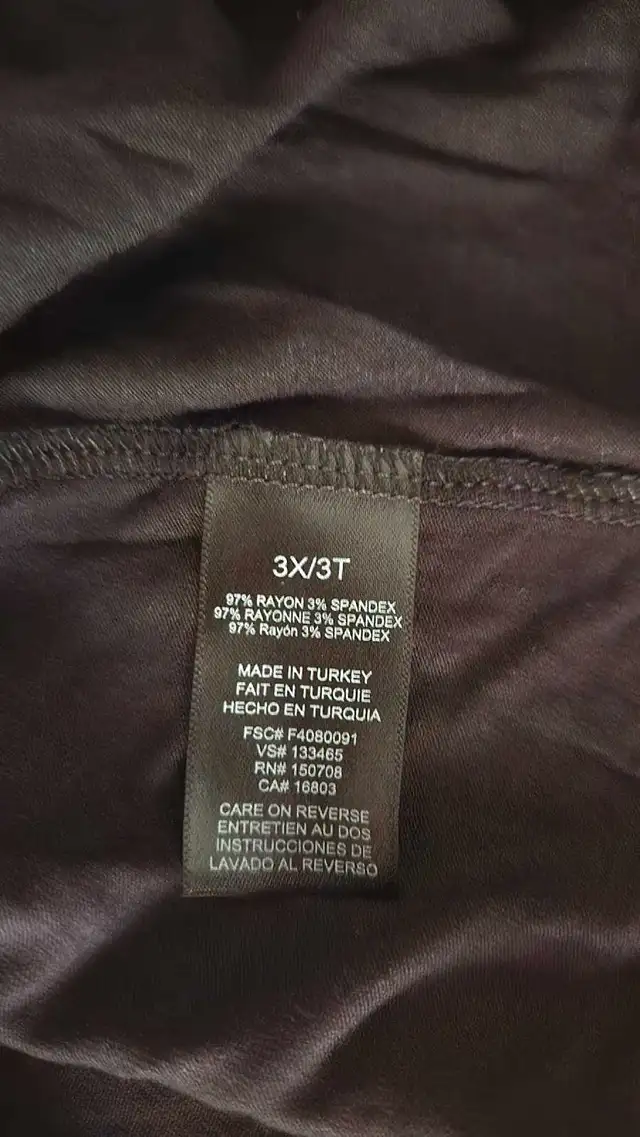 3X/3T
97% RAYON 3% SPANDEX
97% RAYONNE 3% SPANDEX
97% Rayón 3% SPANDEX
MADE IN TURKEY
FAIT EN TURQUIE
HECHO EN TURQUIA
FSC# F4080091
VS# 133465
RN# 150708
CA# 16803
CARE ON REVERSE
ENTRETIEN AU DOS
INSTRUCCIONES DE
LAVADO AL REVERSO